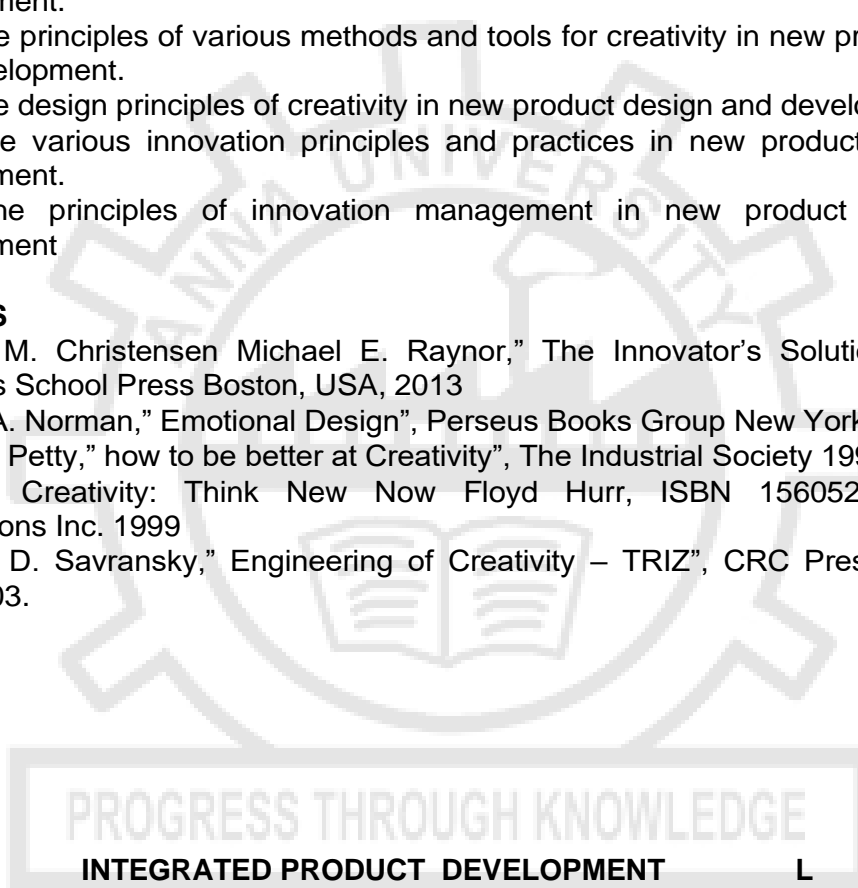 ment.
e principles of various methods and tools for creativity in new pr
elopment.
e design principles of creativity in new product design and develo
e various innovation principles and practices in new product
ment.
he principles of innovation management in new product
ment
S
M. Christensen Michael E. Raynor,” The Innovator’s Soluti
s School Press Boston, USA, 2013
A. Norman,” Emotional Design”, Perseus Books Group New York
Petty,” how to be better at Creativity”, The Industrial Society 199
Creativity: Think New Now Floyd Hurr, ISBN 156052
ons Inc. 1999
D. Savransky,” Engineering of Creativity – TRIZ”, CRC Pres
03.
ANNA UNIVERSITY
PROGRESS THROUGH KNOWLEDGE
INTEGRATED PRODUCT DEVELOPMENT L